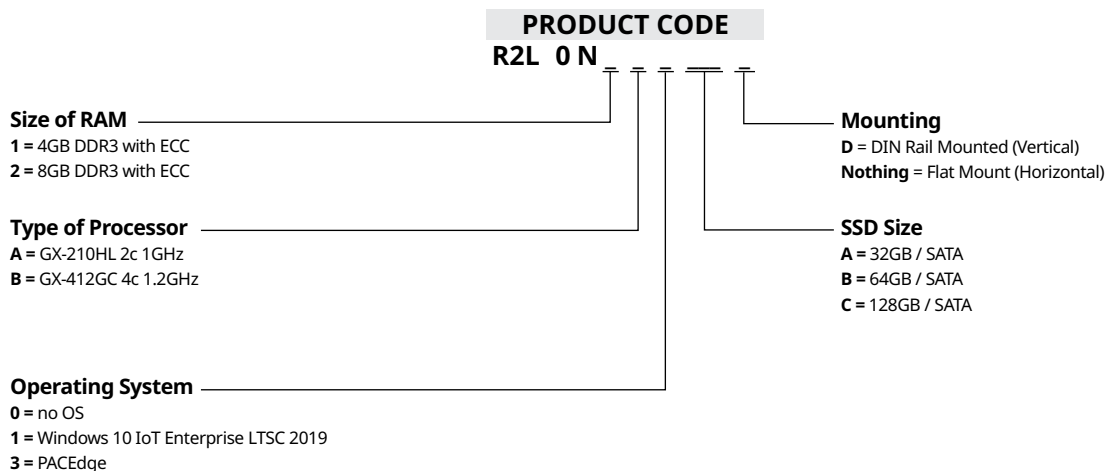 PRODUCT CODE
R2L 0 N _ _ _ __ _
Size of RAM
1 = 4GB DDR3 with ECC
2 = 8GB DDR3 with ECC
Type of Processor
A = GX-210HL 2c 1GHz
B = GX-412GC 4c 1.2GHz
Operating System
0 = no OS
1 = Windows 10 IoT Enterprise LTSC 2019
3 = PACEdge
Mounting
D = DIN Rail Mounted (Vertical)
Nothing = Flat Mount (Horizontal)
SSD Size
A = 32GB / SATA
B = 64GB / SATA
C = 128GB / SATA